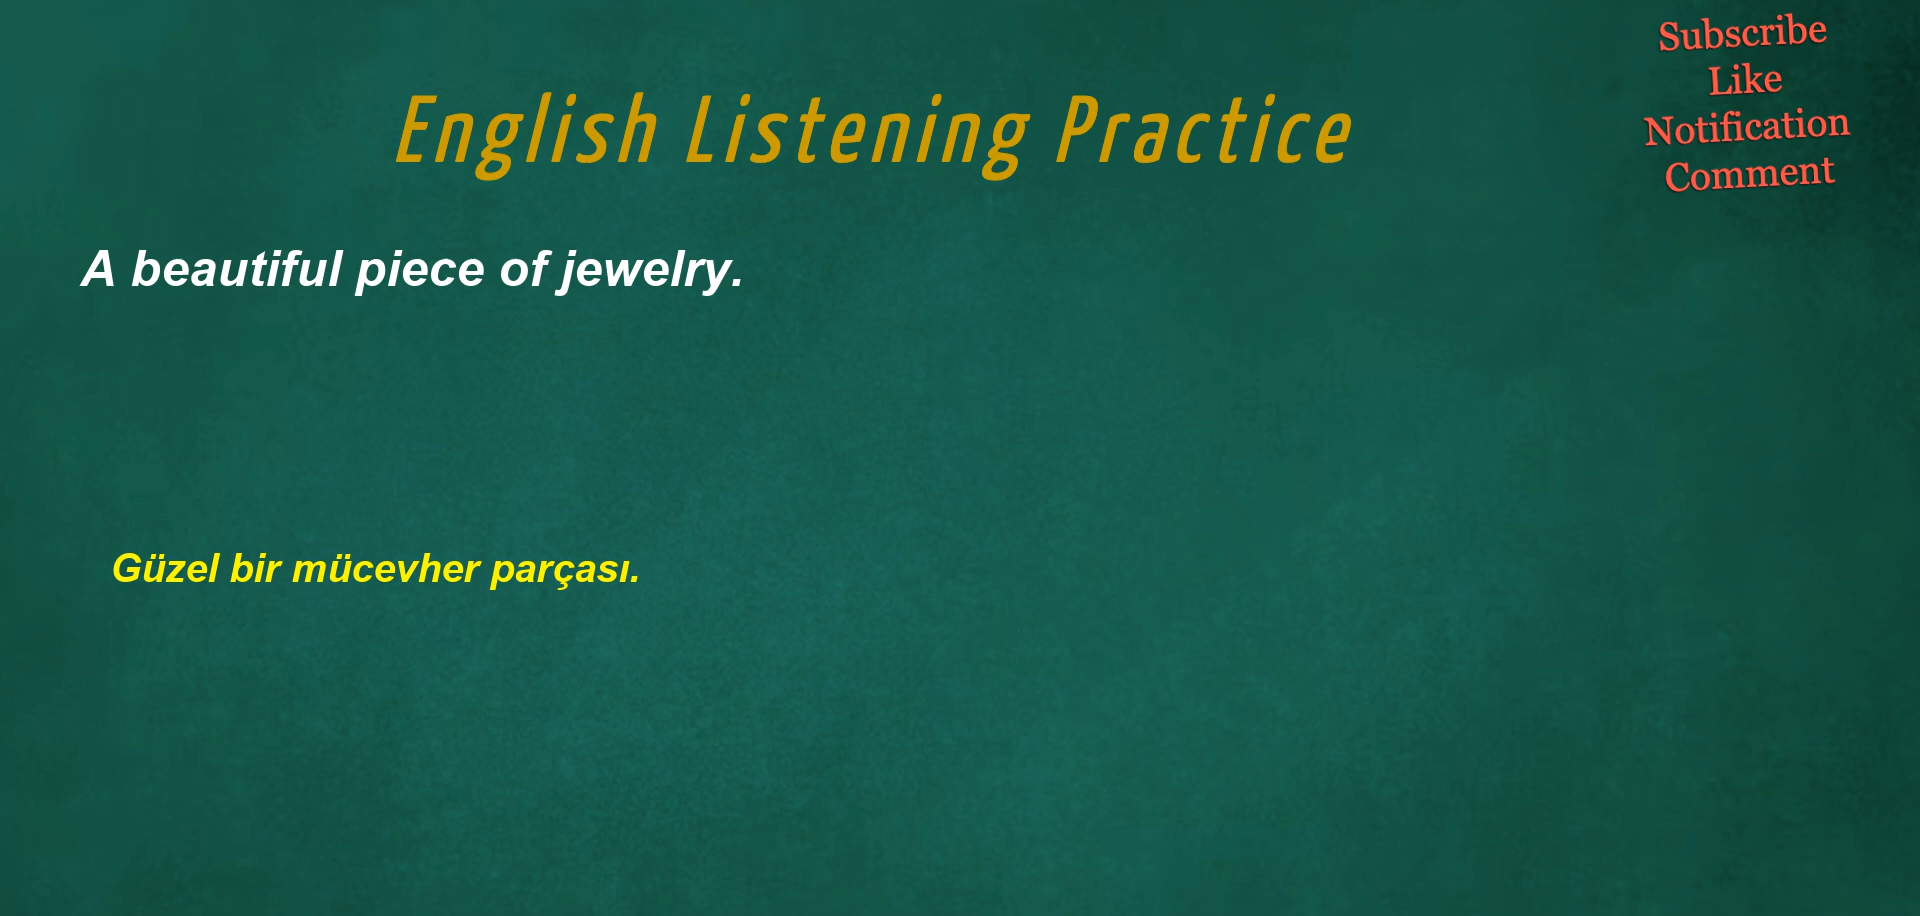 Subscribe
Like
Notification
Comment
English Listening Practice
A beautiful piece of jewelry.
Güzel bir mücevher parçası.